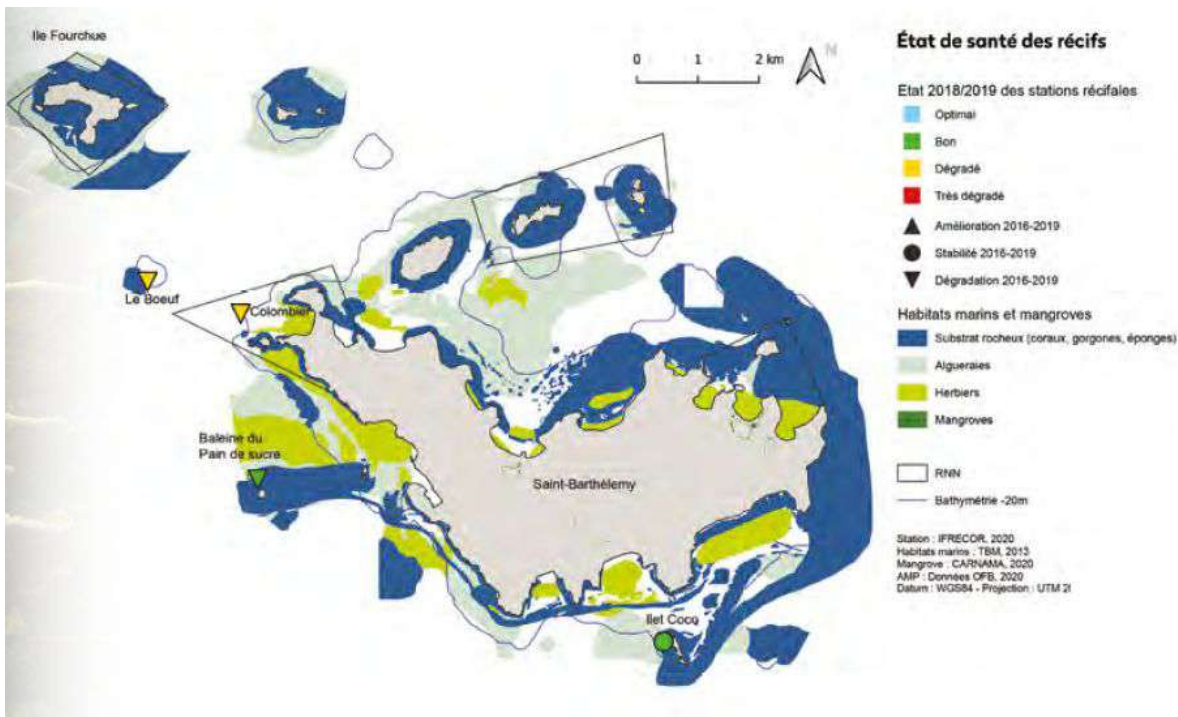 Ile Fourchue
0 1 2 km
N
Le Boeuf
Colombier
Baleine du
Pain de sucre
Saint-Barthélemy
Ilet Coco
État de santé des récifs
Etat 2018/2019 des stations récifales
Optimal
Bon
Dégradé
Très dégradé
Amélioration 2016-2019
Stabilité 2016-2019
Dégradation 2016-2019
Habitats marins et mangroves
Substrat rocheux (coraux, gorgones, éponges)
Algueraies
Herbiers
Mangroves
RNN
Bathymétrie -20m
Station : IFRECOR, 2020
Habitats marins : TBM, 2013
Mangrove : CARNAMA, 2020
AMP : Données OFB, 2020
Datum : WGS84 - Projection : UTM 2